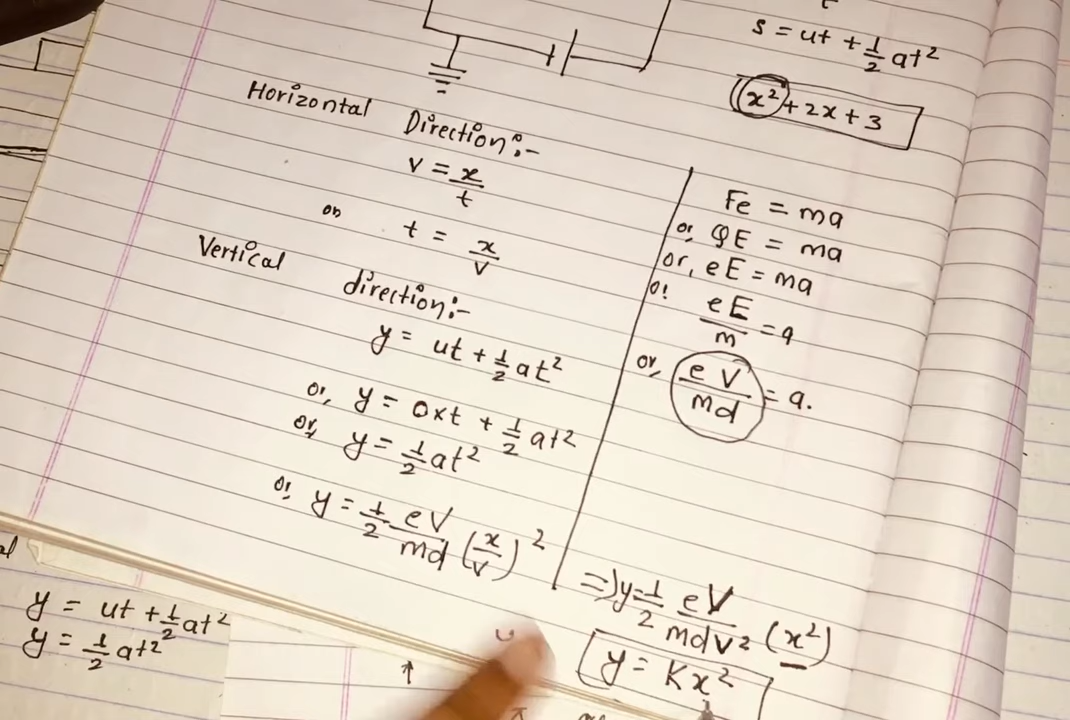 s = ut + 1/2 at²
x² + 2x + 3
Horizontal Direction:-
v = x/t
or t = x/v
Vertical direction:-
y = ut + 1/2 at²
or, y = 0xt + 1/2 at²
or, y = 1/2 at²
or, y = 1/2 eV/md (x/v)²
Fe = ma
or, QE = ma
or, eE = ma
or eE/m = a
or, eV/md = a.
=> y = 1/2 eV/mdv² (x²)
y = Kx²
y = ut + 1/2 at²
y = 1/2 at²